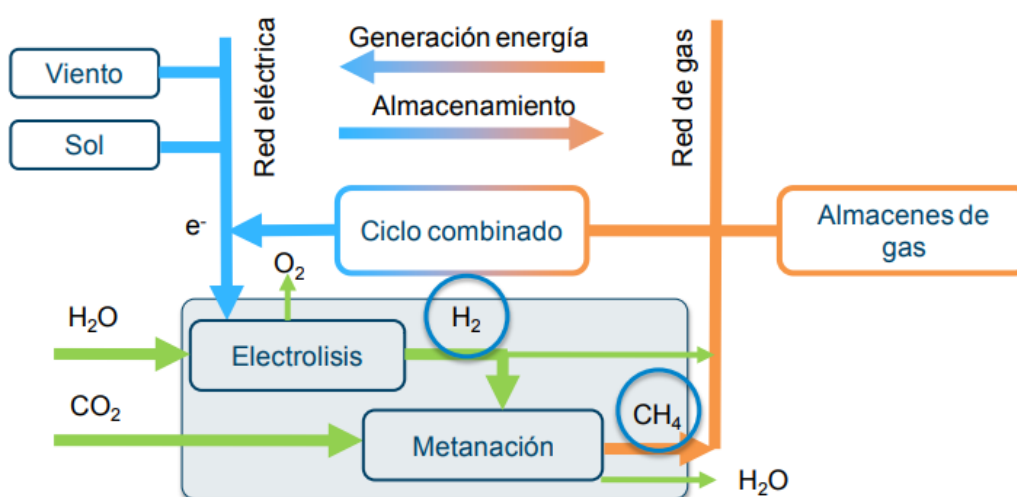 Generación energía
Viento
Red eléctrica
Almacenamiento
Red de gas
Sol
Ciclo combinado
Almacenes de
gas
e-
O2
H2O
H2
Electrolisis
CO2
CH4
Metanación
H2O